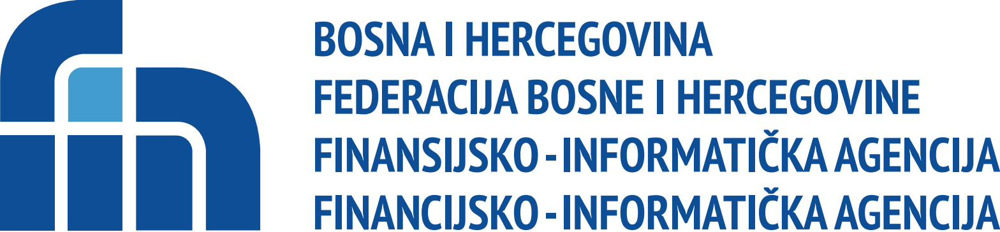 BOSNA I HERCEGOVINA
FEDERACIJA BOSNE I HERCEGOVINE
FINANSIJSKO - INFORMATIČKA AGENCIJA
FINANCIJSKO - INFORMATIČKA AGENCIJA